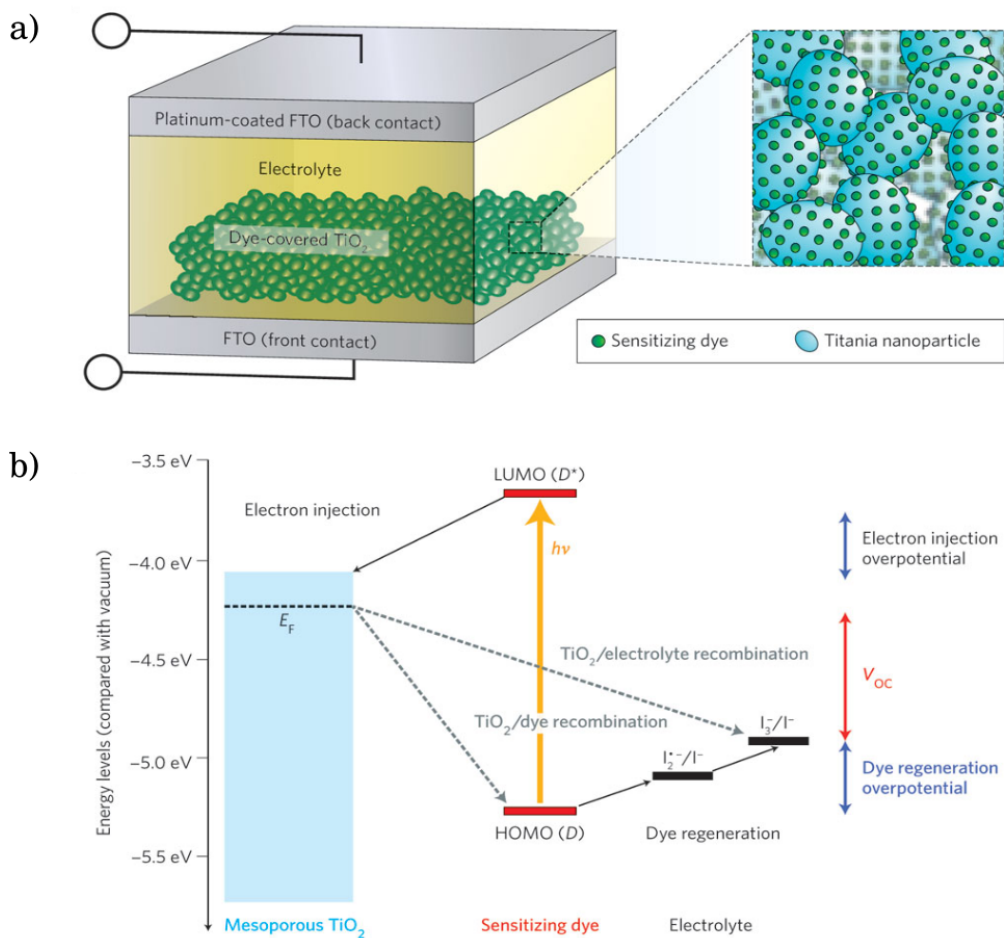 a)
Platinum-coated FTO (back contact)
Electrolyte
Dye-covered TiO₂
FTO (front contact)
Sensitizing dye
Titania nanoparticle
b)
Energy levels (compared with vacuum)
−3.5 eV
−4.0 eV
−4.5 eV
−5.0 eV
−5.5 eV
Electron injection
E_F
Mesoporous TiO₂
LUMO (D*)
hν
TiO₂/electrolyte recombination
TiO₂/dye recombination
HOMO (D)
Sensitizing dye
I₃⁻/I⁻
I₂•⁻/I⁻
Dye regeneration
Electrolyte
Electron injection
overpotential
V_OC
Dye regeneration
overpotential